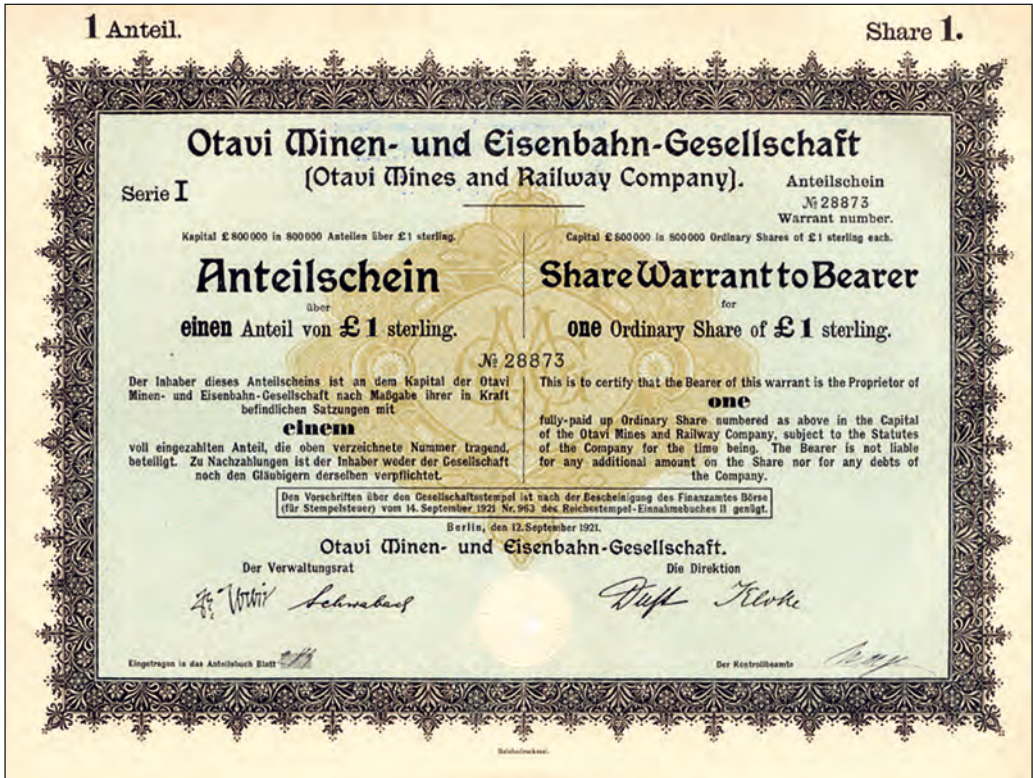 1 Anteil.
Share 1.
Otavi Minen- und Eisenbahn-Gesellschaft
(Otavi Mines and Railway Company).
Serie I
Anteilschein
№ 28873
Warrant number.
Kapital £ 800000 in 800000 Anteilen über £1 sterling.
Anteilschein
über
einen Anteil von £ 1 sterling.
Capital £ 800000 in 800000 Ordinary Shares of £1 sterling each.
Share Warrant to Bearer
for
one Ordinary Share of £ 1 sterling.
№ 28873
Der Inhaber dieses Anteilscheins ist an dem Kapital der Otavi
Minen- und Eisenbahn-Gesellschaft nach Maßgabe ihrer in Kraft
befindlichen Satzungen mit
einem
voll eingezahlten Anteil, die oben verzeichnete Nummer tragend,
beteiligt. Zu Nachzahlungen ist der Inhaber weder der Gesellschaft
noch den Gläubigern derselben verpflichtet.
This is to certify that the Bearer of this warrant is the Proprietor of
one
fully-paid up Ordinary Share numbered as above in the Capital
of the Otavi Mines and Railway Company, subject to the Statutes
of the Company for the time being. The Bearer is not liable
for any additional amount on the Share nor for any debts of
the Company.
Den Vorschriften über den Gesellschaftsstempel ist nach der Bescheinigung des Finanzamtes Börse
(für Stempelsteuer) vom 14. September 1921 Nr. 963 des Reichsstempel-Einnahmebuches II genügt.
Berlin, den 12. September 1921.
Otavi Minen- und Eisenbahn-Gesellschaft.
Der Verwaltungsrat
Die Direktion
Schwabach
Eingetragen in das Anteilsbuch Blatt
Der Kontrollbeamte
Reichsdruckerei.